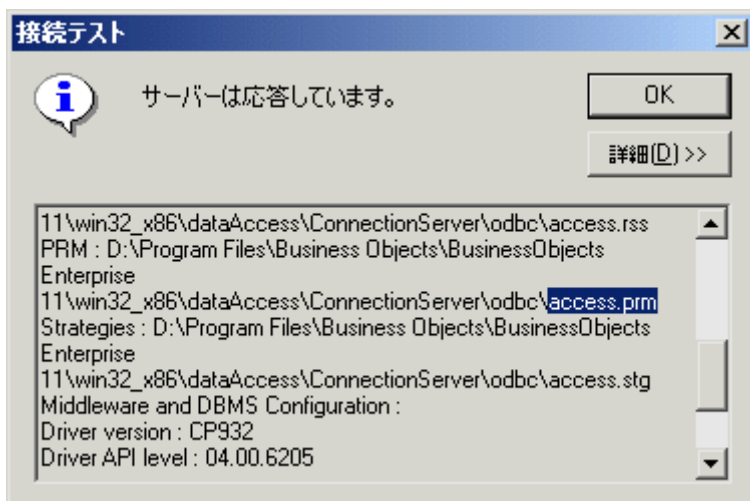 接続テスト
サーバーは応答しています。
OK
詳細(D) >>
11\win32_x86\dataAccess\ConnectionServer\odbc\access.rss
PRM : D:\Program Files\Business Objects\BusinessObjects
Enterprise
11\win32_x86\dataAccess\ConnectionServer\odbc\access.prm
Strategies : D:\Program Files\Business Objects\BusinessObjects
Enterprise
11\win32_x86\dataAccess\ConnectionServer\odbc\access.stg
Middleware and DBMS Configuration :
Driver version : CP932
Driver API level : 04.00.6205